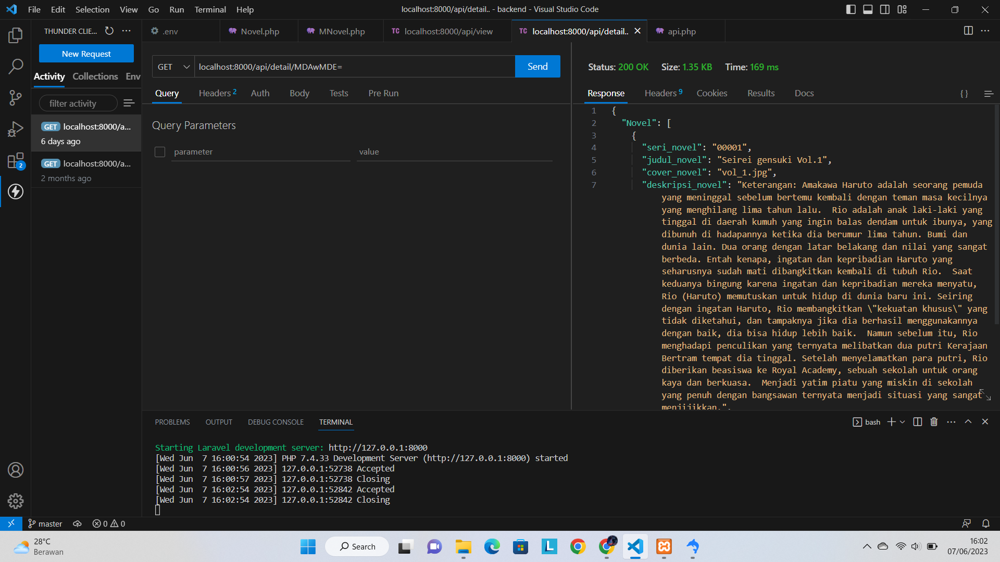 File Edit Selection View Go Run Terminal Help
localhost:8000/api/detail.. - backend - Visual Studio Code
THUNDER CLIE...
New Request
Activity Collections Env
filter activity
GET localhost:8000/a...
6 days ago
GET localhost:8000/a...
2 months ago
2
.env
Novel.php
MNovel.php
TC localhost:8000/api/view
TC localhost:8000/api/detail..
api.php
GET localhost:8000/api/detail/MDAwMDE=
Send
Query Headers 2 Auth Body Tests Pre Run
Query Parameters
parameter value
Status: 200 OK Size: 1.35 KB Time: 169 ms
Response Headers 9 Cookies Results Docs { }
1 {
2 "Novel": [
3 {
4 "seri_novel": "00001",
5 "judul_novel": "Seirei gensuki Vol.1",
6 "cover_novel": "vol_1.jpg",
7 "deskripsi_novel": "Keterangan: Amakawa Haruto adalah seorang pemuda
yang meninggal sebelum bertemu kembali dengan teman masa kecilnya
yang menghilang lima tahun lalu.  Rio adalah anak laki-laki yang
tinggal di daerah kumuh yang ingin balas dendam untuk ibunya, yang
dibunuh di hadapannya ketika dia berumur lima tahun. Bumi dan
dunia lain. Dua orang dengan latar belakang dan nilai yang sangat
berbeda. Entah kenapa, ingatan dan kepribadian Haruto yang
seharusnya sudah mati dibangkitkan kembali di tubuh Rio.  Saat
keduanya bingung karena ingatan dan kepribadian mereka menyatu,
Rio (Haruto) memutuskan untuk hidup di dunia baru ini. Seiring
dengan ingatan Haruto, Rio membangkitkan \"kekuatan khusus\" yang
tidak diketahui, dan tampaknya jika dia berhasil menggunakannya
dengan baik, dia bisa hidup lebih baik.  Namun sebelum itu, Rio
menghadapi penculikan yang ternyata melibatkan dua putri Kerajaan
Bertram tempat dia tinggal. Setelah menyelamatkan para putri, Rio
diberikan beasiswa ke Royal Academy, sebuah sekolah untuk orang
kaya dan berkuasa.  Menjadi yatim piatu yang miskin di sekolah
yang penuh dengan bangsawan ternyata menjadi situasi yang sangat
menjijikkan.",
PROBLEMS OUTPUT DEBUG CONSOLE TERMINAL
bash
Starting Laravel development server: http://127.0.0.1:8000
[Wed Jun  7 16:00:54 2023] PHP 7.4.33 Development Server (http://127.0.0.1:8000) started
[Wed Jun  7 16:00:56 2023] 127.0.0.1:52738 Accepted
[Wed Jun  7 16:00:57 2023] 127.0.0.1:52738 Closing
[Wed Jun  7 16:02:54 2023] 127.0.0.1:52842 Accepted
[Wed Jun  7 16:02:54 2023] 127.0.0.1:52842 Closing
master 0 0
28°C
Berawan
Search
16:02
07/06/2023